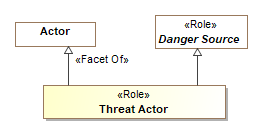 Actor
«Role»
Danger Source
«Facet Of»
«Role»
Threat Actor